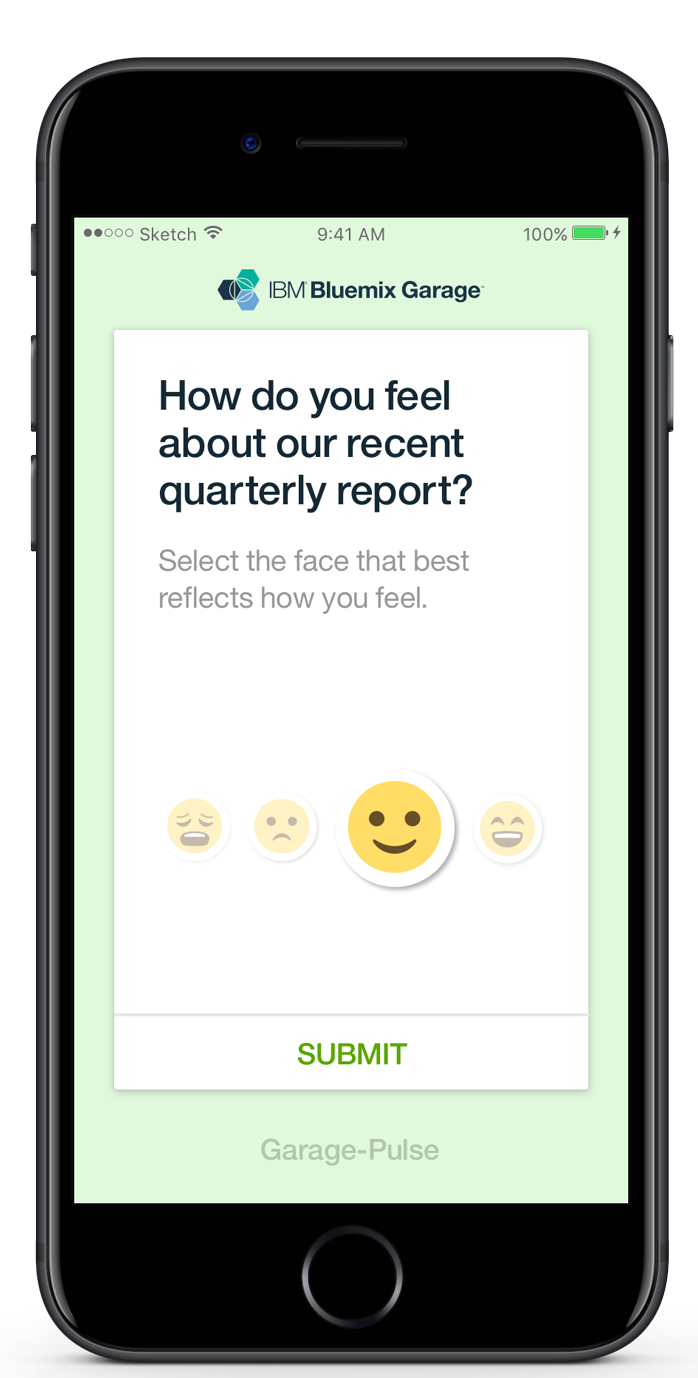 Sketch 9:41 AM 100%
IBM Bluemix Garage™
How do you feel
about our recent
quarterly report?
Select the face that best
reflects how you feel.
SUBMIT
Garage-Pulse